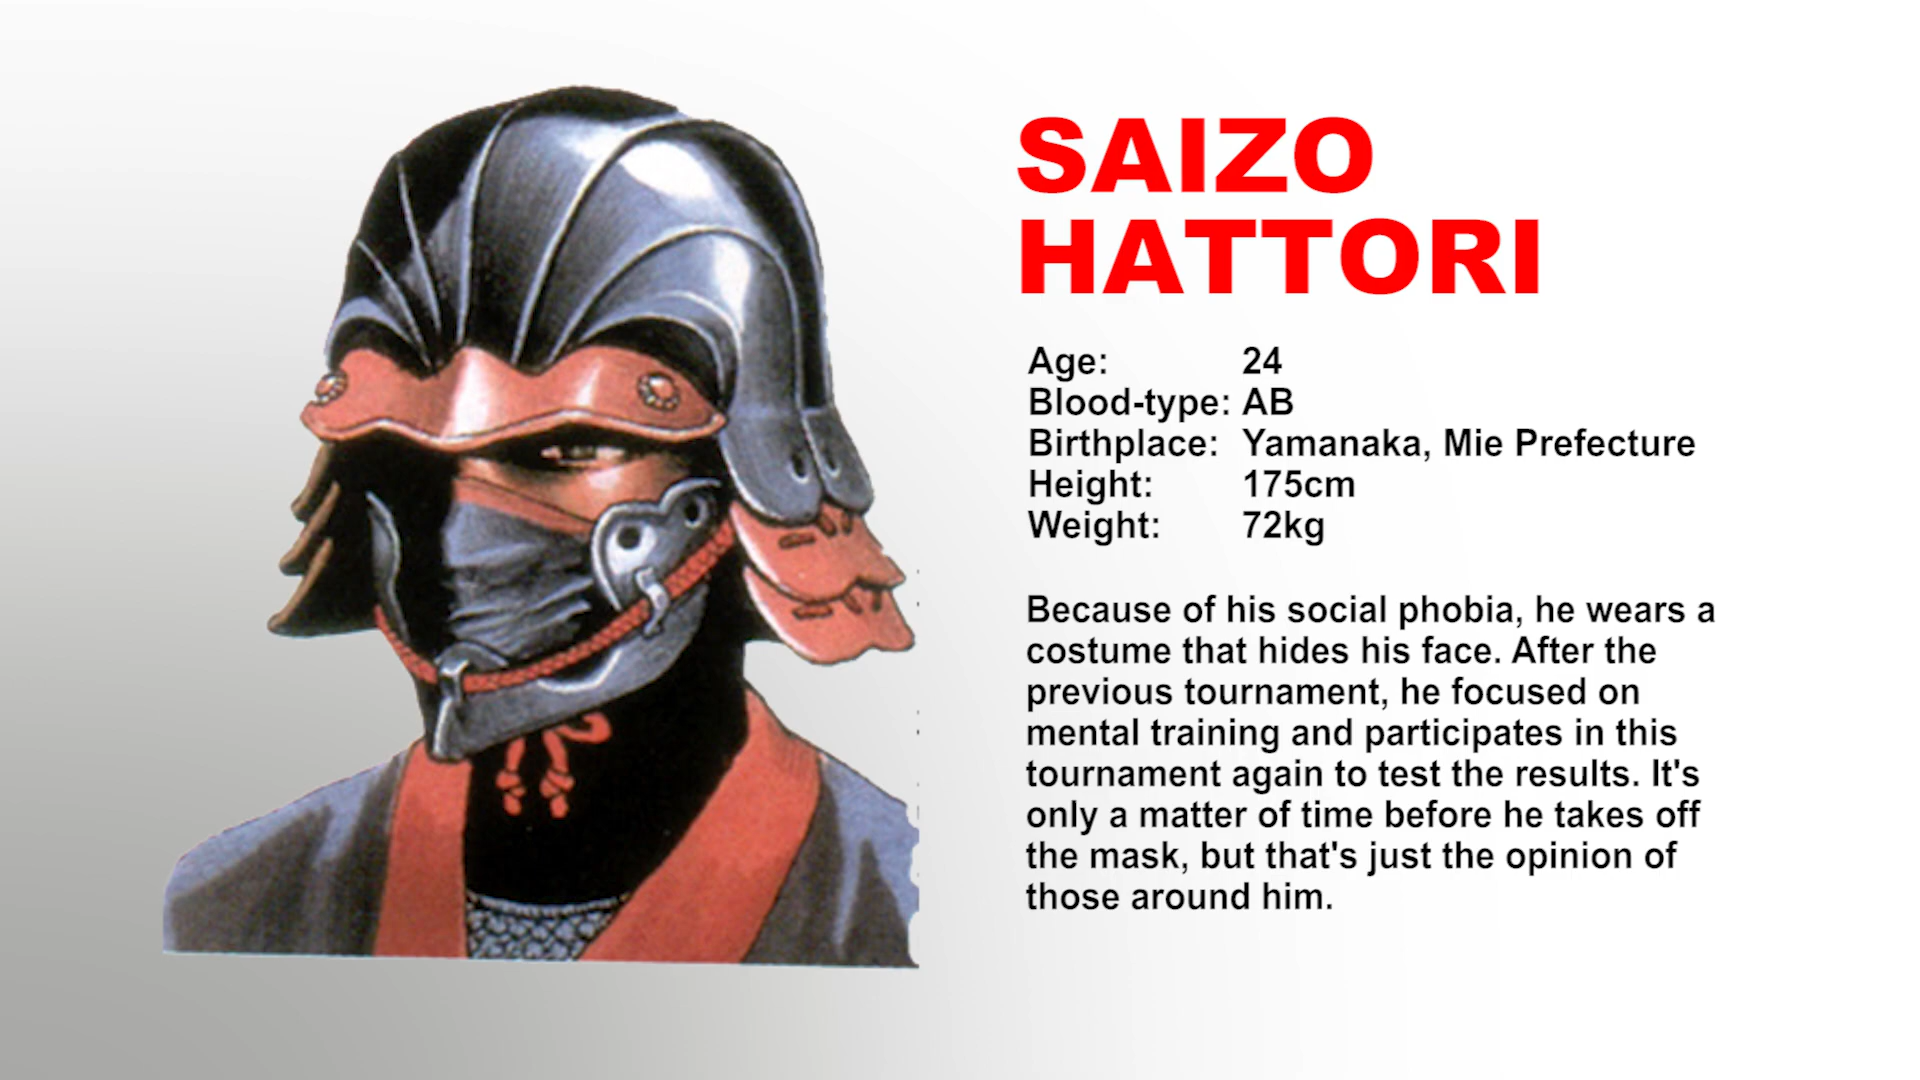 SAIZO
HATTORI
Age: 24
Blood-type: AB
Birthplace: Yamanaka, Mie Prefecture
Height: 175cm
Weight: 72kg
Because of his social phobia, he wears a
costume that hides his face. After the
previous tournament, he focused on
mental training and participates in this
tournament again to test the results. It's
only a matter of time before he takes off
the mask, but that's just the opinion of
those around him.